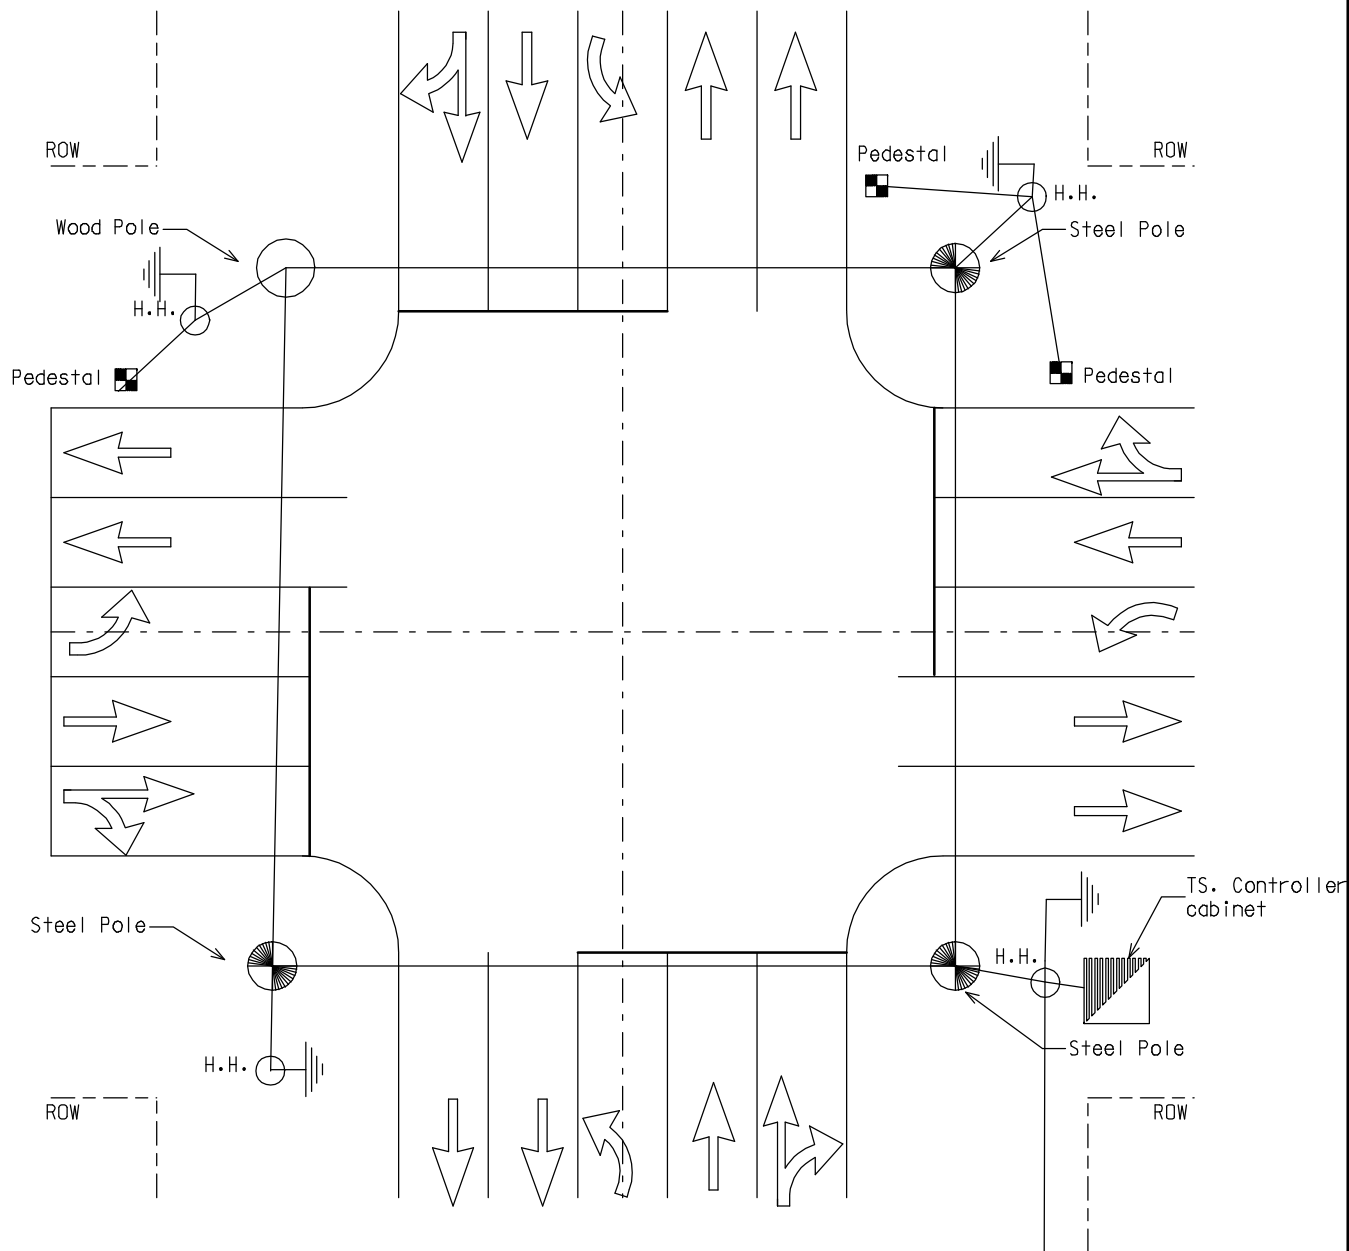 Pedestal
ROW
ROW
H.H.
Wood Pole
Steel Pole
H.H.
Pedestal
Pedestal
TS. Controller
cabinet
Steel Pole
H.H.
Steel Pole
H.H.
ROW
ROW